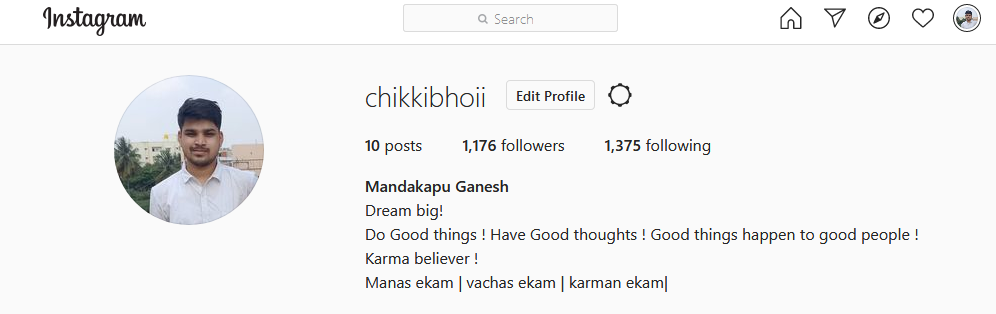 Instagram
Search
chikkibhoii Edit Profile
10 posts 1,176 followers 1,375 following
Mandakapu Ganesh
Dream big!
Do Good things ! Have Good thoughts ! Good things happen to good people !
Karma believer !
Manas ekam | vachas ekam | karman ekam|